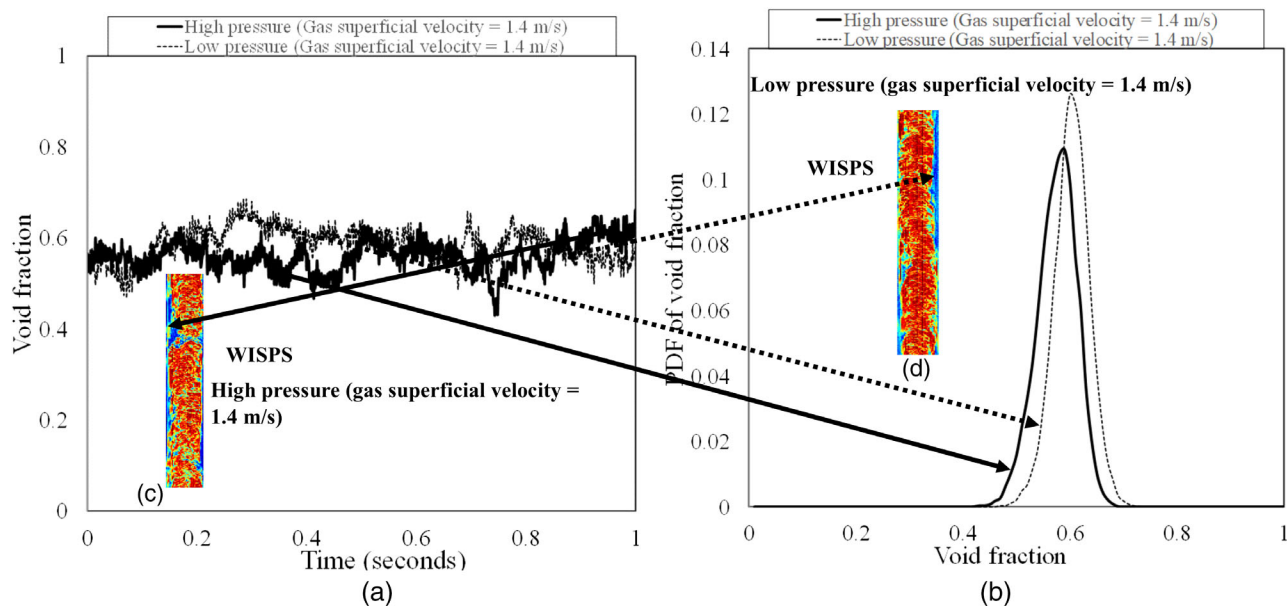 High pressure (Gas superficial velocity = 1.4 m/s)
Low pressure (Gas superficial velocity = 1.4 m/s)
1
0.8
0.6
0.4
0.2
0
Void fraction
WISPS
High pressure (gas superficial velocity =
1.4 m/s)
(c)
0 0.2 0.4 0.6 0.8 1
Time (seconds)
(a)
High pressure (Gas superficial velocity = 1.4 m/s)
Low pressure (Gas superficial velocity = 1.4 m/s)
0.14
0.12
0.1
0.08
0.06
0.04
0.02
0
PDF of void fraction
Low pressure (gas superficial velocity = 1.4 m/s)
WISPS
(d)
0 0.2 0.4 0.6 0.8 1
Void fraction
(b)